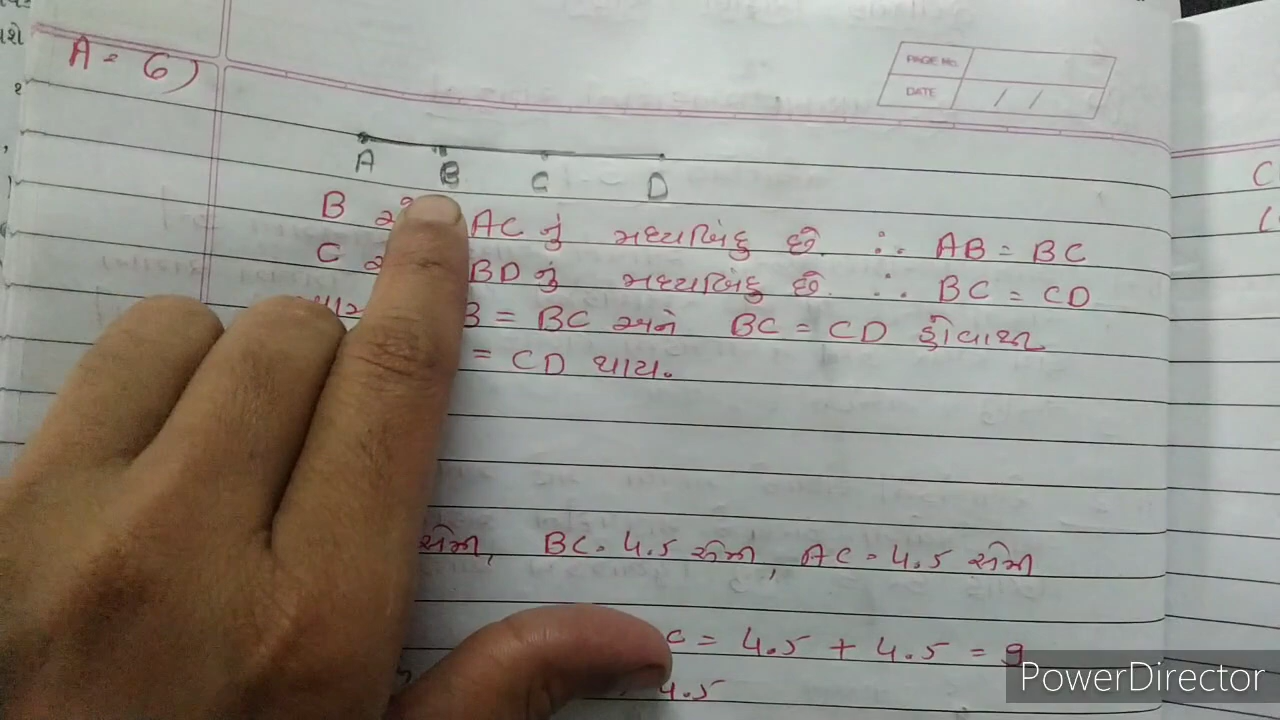 A = 6)
PAGE No.
DATE / /
A B C D
B AC નું મધ્યબિંદુ છે. ∴ AB = BC
C BD નું મધ્યબિંદુ છે. ∴ BC = CD
= BC અને BC = CD હોવાથી
= CD થાય.
સેમી, BC = 4.5 સેમી, AC = 4.5 સેમી
C = 4.5 + 4.5 = 9
4.5
PowerDirector